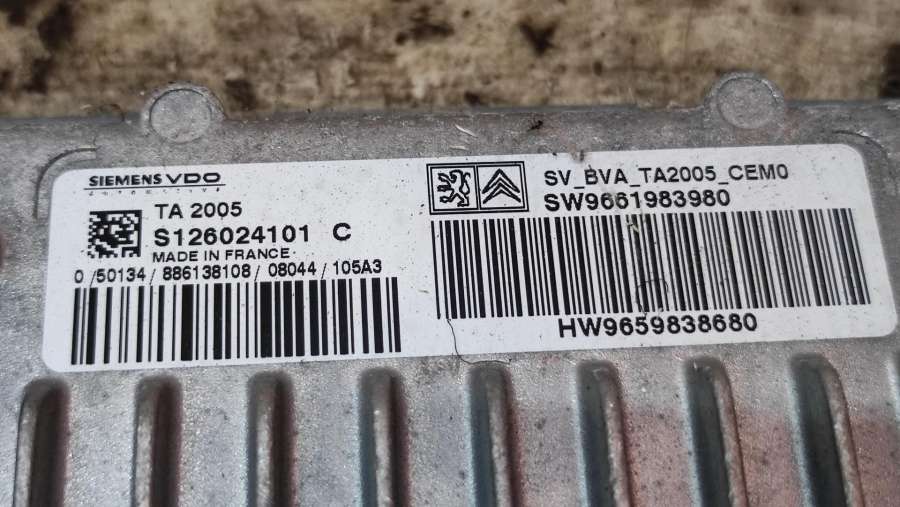 SIEMENS VDO
TA 2005
S126024101 C
MADE IN FRANCE
0 /50134/ 886138108 / 08044 / 105A3
SV_BVA_TA2005_CEM0
SW9661983980
HW9659838680